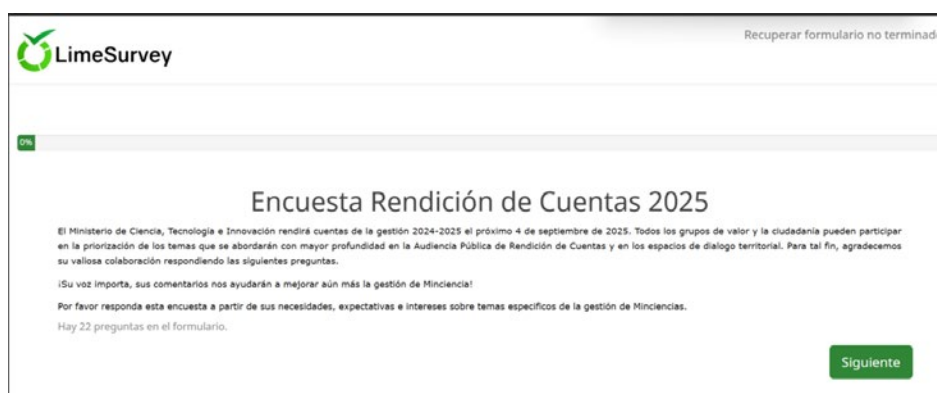 LimeSurvey
Recuperar formulario no terminad
0%
Encuesta Rendición de Cuentas 2025
El Ministerio de Ciencia, Tecnología e Innovación rendirá cuentas de la gestión 2024-2025 el próximo 4 de septiembre de 2025. Todos los grupos de valor y la ciudadanía pueden participar
en la priorización de los temas que se abordarán con mayor profundidad en la Audiencia Pública de Rendición de Cuentas y en los espacios de dialogo territorial. Para tal fin, agradecemos
su valiosa colaboración respondiendo las siguientes preguntas.
¡Su voz importa, sus comentarios nos ayudarán a mejorar aún más la gestión de Minciencia!
Por favor responda esta encuesta a partir de sus necesidades, expectativas e intereses sobre temas especificos de la gestión de Minciencias.
Hay 22 preguntas en el formulario.
Siguiente